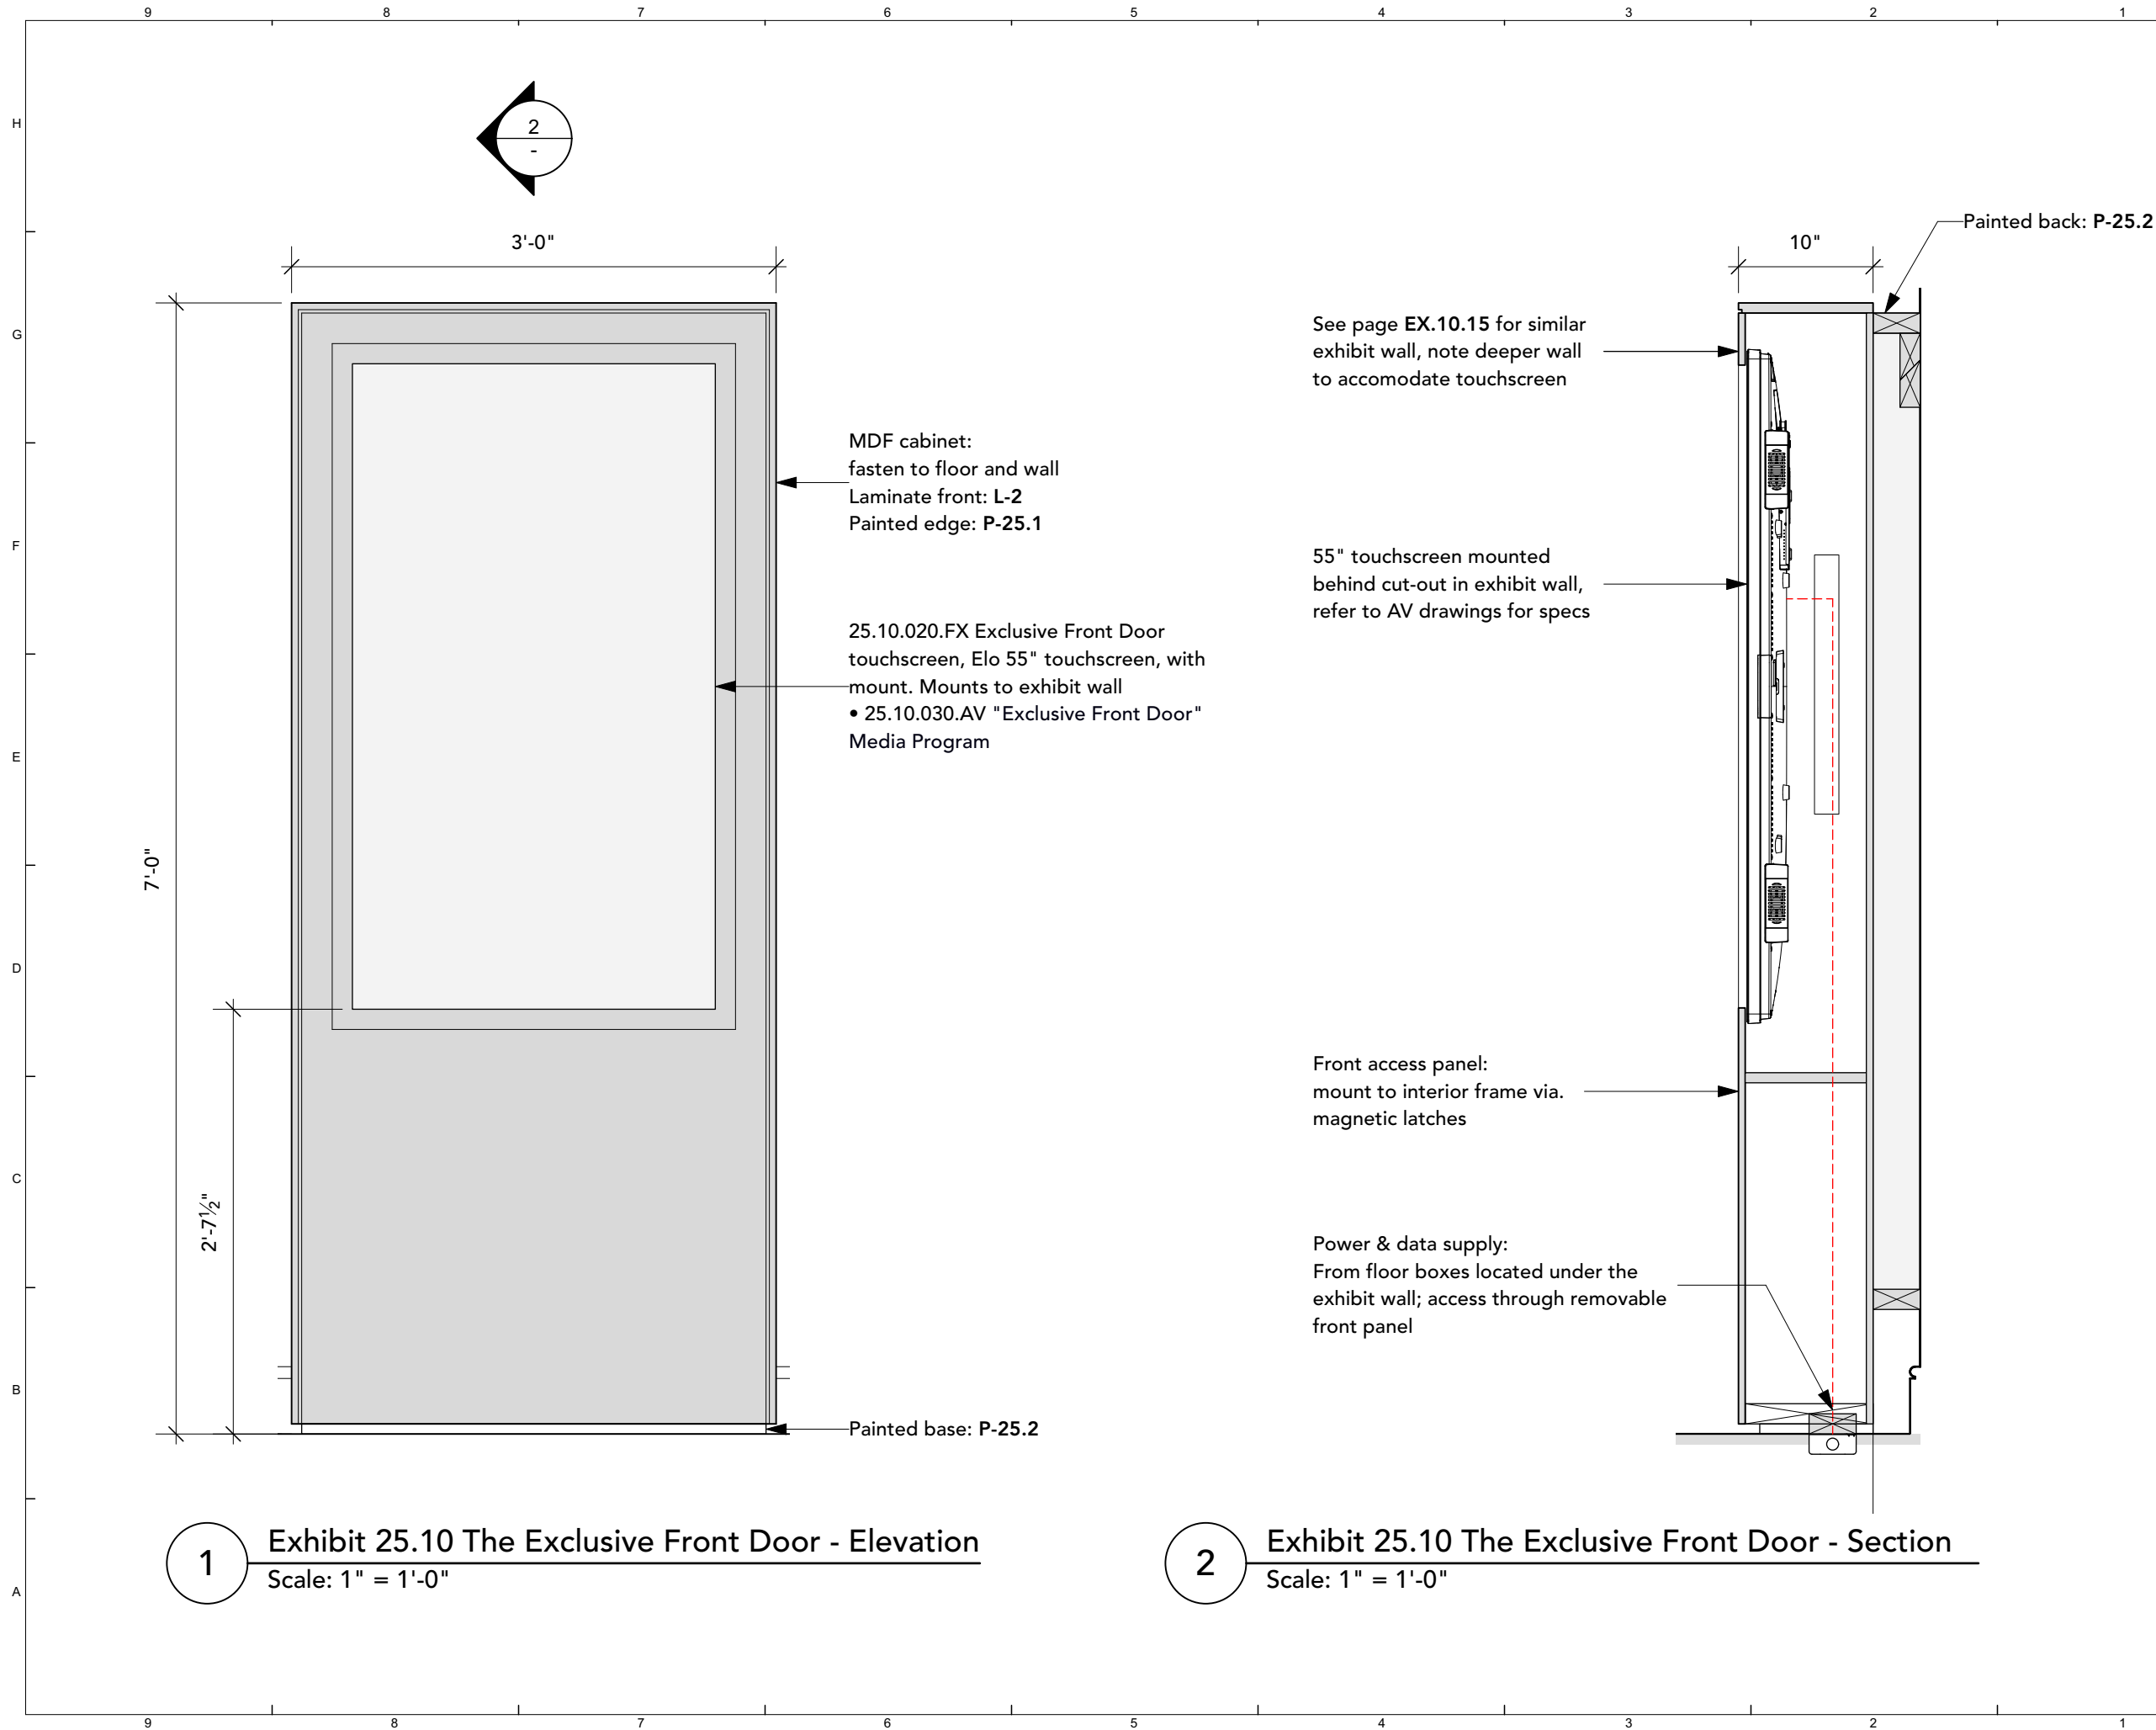 9 8 7 6 5 4 3 2 1
H
G
F
E
D
C
B
A
2
-
3'-0"
7'-0"
2'-7½"
MDF cabinet:
fasten to floor and wall
Laminate front: L-2
Painted edge: P-25.1
25.10.020.FX Exclusive Front Door
touchscreen, Elo 55" touchscreen, with
mount. Mounts to exhibit wall
• 25.10.030.AV "Exclusive Front Door"
Media Program
Painted base: P-25.2
1
Exhibit 25.10 The Exclusive Front Door - Elevation
Scale: 1" = 1'-0"
10"
Painted back: P-25.2
See page EX.10.15 for similar
exhibit wall, note deeper wall
to accomodate touchscreen
55" touchscreen mounted
behind cut-out in exhibit wall,
refer to AV drawings for specs
Front access panel:
mount to interior frame via.
magnetic latches
Power & data supply:
From floor boxes located under the
exhibit wall; access through removable
front panel
2
Exhibit 25.10 The Exclusive Front Door - Section
Scale: 1" = 1'-0"
9 8 7 6 5 4 3 2 1